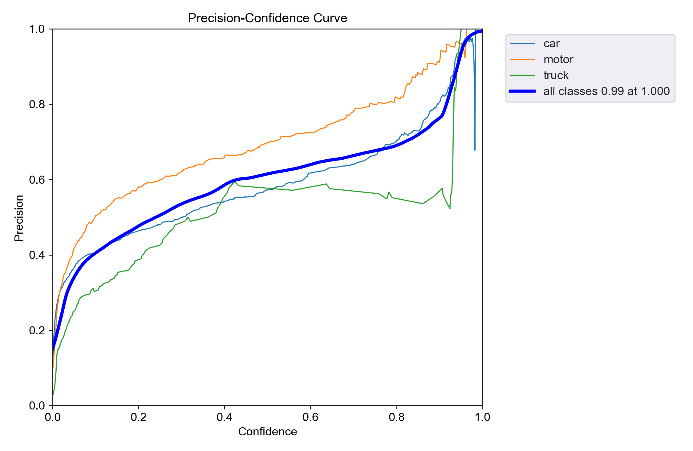 Precision-Confidence Curve
1.0
0.8
0.6
0.4
0.2
0.0
Precision
0.0 0.2 0.4 0.6 0.8 1.0
Confidence
car
motor
truck
all classes 0.99 at 1.000